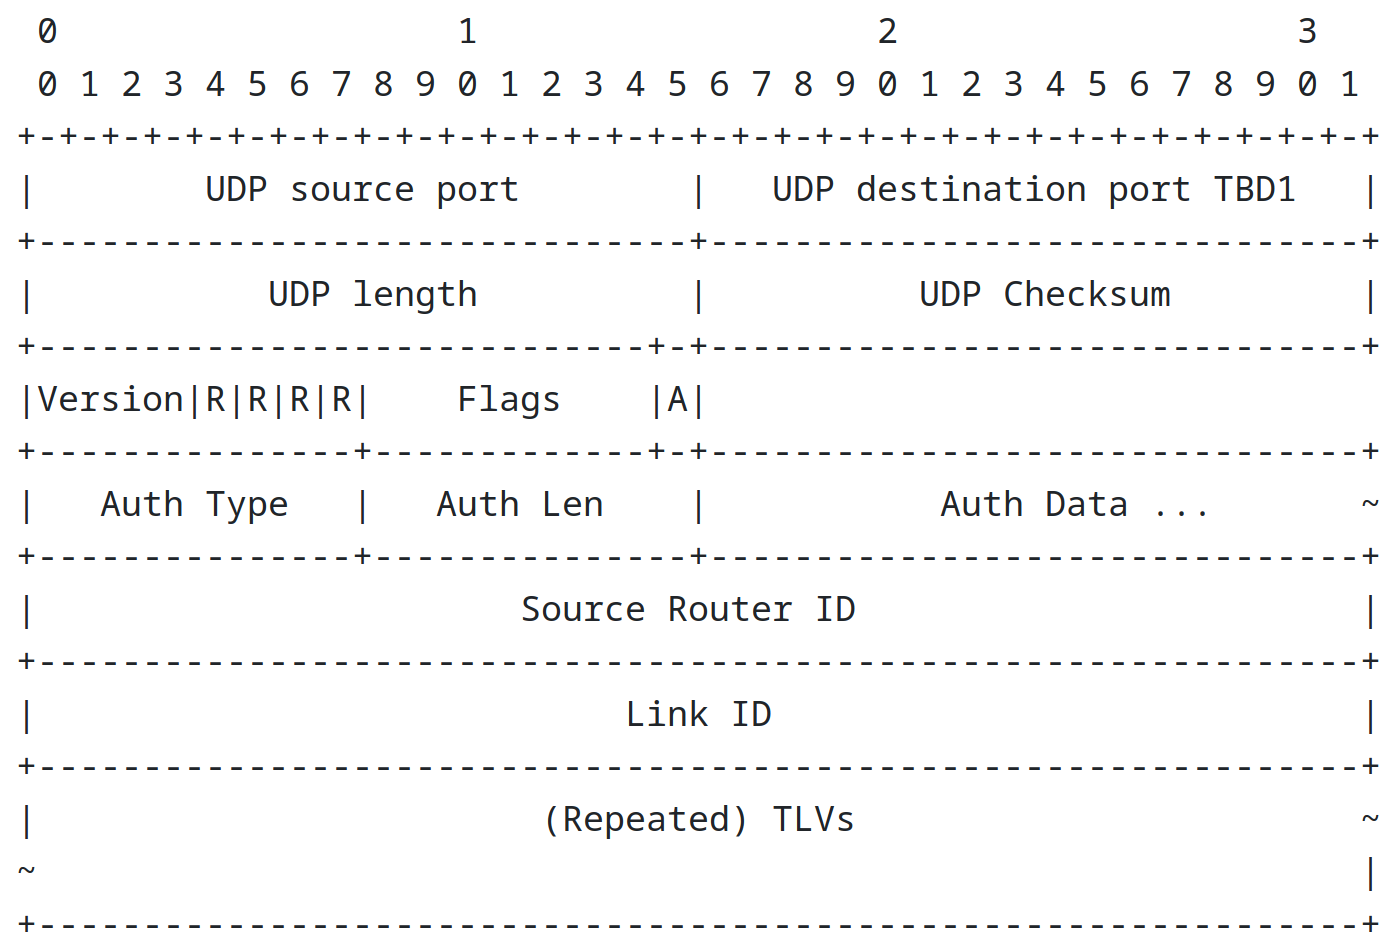 0                   1                   2                   3
 0 1 2 3 4 5 6 7 8 9 0 1 2 3 4 5 6 7 8 9 0 1 2 3 4 5 6 7 8 9 0 1
+-+-+-+-+-+-+-+-+-+-+-+-+-+-+-+-+-+-+-+-+-+-+-+-+-+-+-+-+-+-+-+-+
|        UDP source port        |   UDP destination port TBD1   |
+-------------------------------+-------------------------------+
|           UDP length          |          UDP Checksum         |
+-----------------------------+-+-------------------------------+
|Version|R|R|R|R|    Flags    |A|
+---------------+-------------+-+-------------------------------+
|   Auth Type   |   Auth Len    |           Auth Data ...       ~
+---------------+---------------+-------------------------------+
|                       Source Router ID                        |
+---------------------------------------------------------------+
|                            Link ID                            |
+---------------------------------------------------------------+
|                        (Repeated) TLVs                        ~
~                                                               |
+---------------------------------------------------------------+